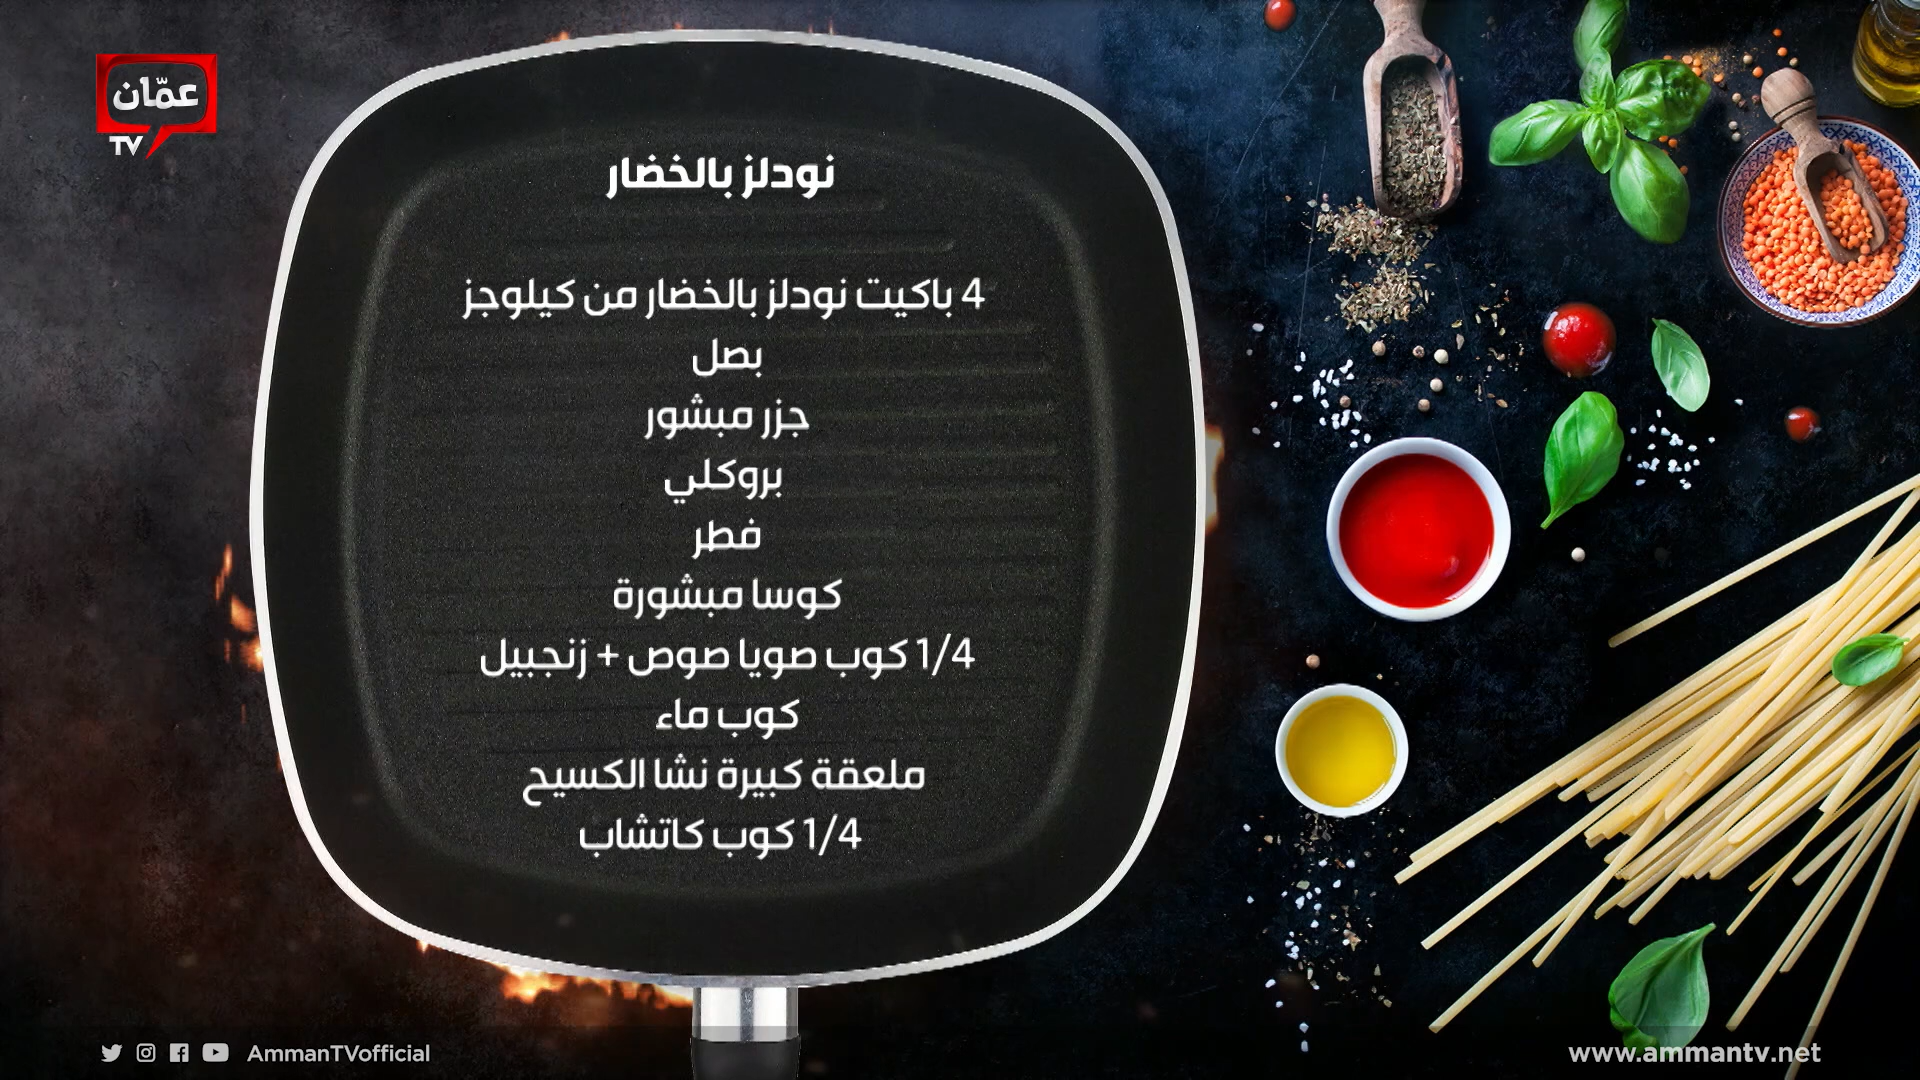 عمّان
TV
نودلز بالخضار
4 باكيت نودلز بالخضار من كيلوجز
بصل
جزر مبشور
بروكلي
فطر
كوسا مبشورة
1/4 كوب صويا صوص + زنجبيل
كوب ماء
ملعقة كبيرة نشا الكسيح
1/4 كوب كاتشاب
AmmanTVofficial
www.ammantv.net